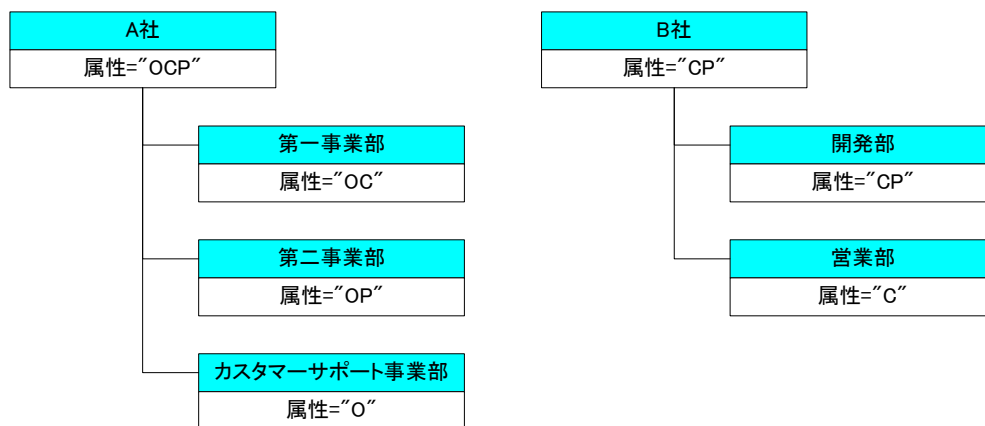 A社
属性="OCP"
第一事業部
属性="OC"
第二事業部
属性="OP"
カスタマーサポート事業部
属性="O"
B社
属性="CP"
開発部
属性="CP"
営業部
属性="C"